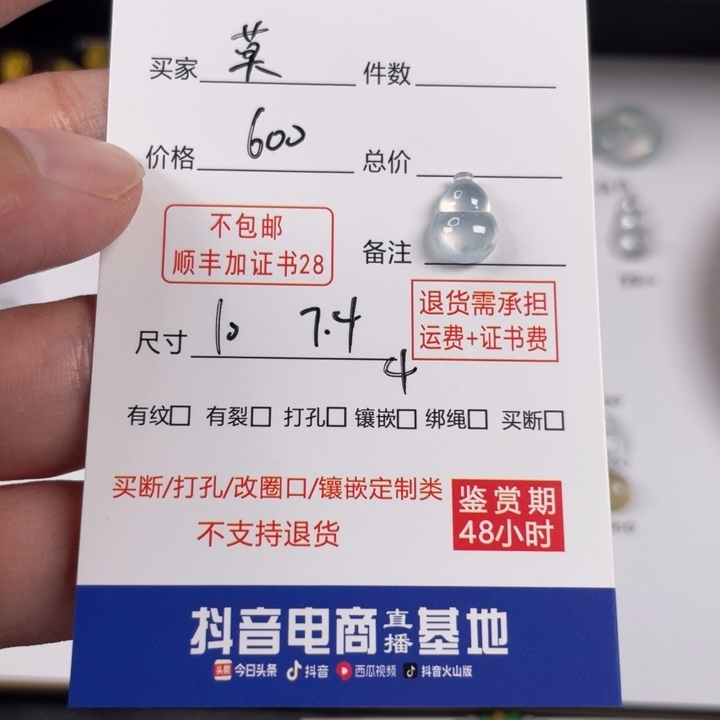 买家 莫 件数
价格 600 总价
不包邮
顺丰加证书28
备注
退货需承担
运费+证书费
尺寸 10 7.4
4
有纹□ 有裂□ 打孔□ 镶嵌□ 绑绳□ 买断□
买断/打孔/改圈口/镶嵌定制类
不支持退货
鉴赏期
48小时
抖音电商直播基地
头条 今日头条 抖音 西瓜视频 抖音火山版